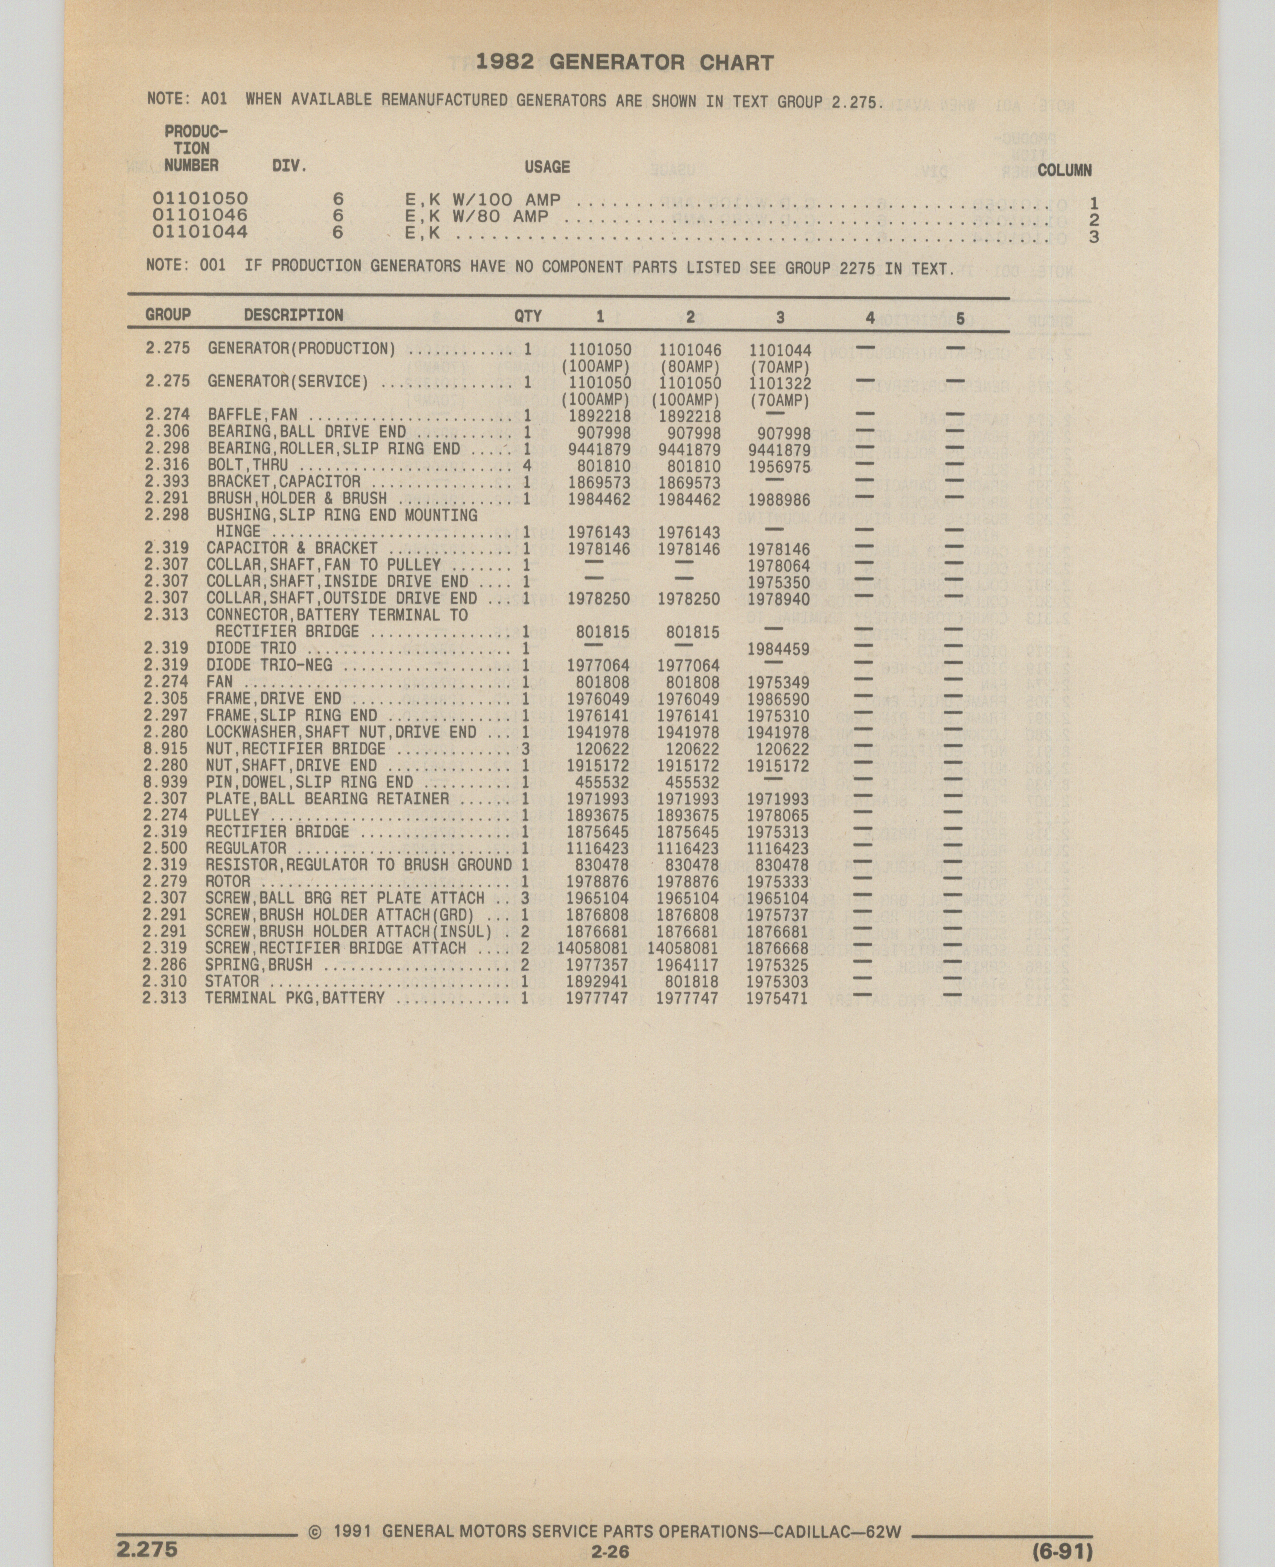 1982 GENERATOR CHART
NOTE: A01 WHEN AVAILABLE REMANUFACTURED GENERATORS ARE SHOWN IN TEXT GROUP 2.275.
PRODUC-
TION
NUMBER DIV. USAGE COLUMN
01101050 6 E,K W/100 AMP ........................................ 1
01101046 6 E,K W/80 AMP ......................................... 2
01101044 6 E,K .................................................. 3
NOTE: 001 IF PRODUCTION GENERATORS HAVE NO COMPONENT PARTS LISTED SEE GROUP 2275 IN TEXT.
GROUP DESCRIPTION QTY 1 2 3 4 5
2.275 GENERATOR(PRODUCTION) ............ 1 1101050 1101046 1101044 — —
(100AMP) (80AMP) (70AMP)
2.275 GENERATOR(SERVICE) ............... 1 1101050 1101050 1101322 — —
(100AMP) (100AMP) (70AMP)
2.274 BAFFLE,FAN ....................... 1 1892218 1892218 — — —
2.306 BEARING,BALL DRIVE END ........... 1 907998 907998 907998 — —
2.298 BEARING,ROLLER,SLIP RING END ..... 1 9441879 9441879 9441879 — —
2.316 BOLT,THRU ........................ 4 801810 801810 1956975 — —
2.393 BRACKET,CAPACITOR ................ 1 1869573 1869573 — — —
2.291 BRUSH,HOLDER & BRUSH ............. 1 1984462 1984462 1988986 — —
2.298 BUSHING,SLIP RING END MOUNTING
HINGE ........................... 1 1976143 1976143 — — —
2.319 CAPACITOR & BRACKET .............. 1 1978146 1978146 1978146 — —
2.307 COLLAR,SHAFT,FAN TO PULLEY ....... 1 — — 1978064 — —
2.307 COLLAR,SHAFT,INSIDE DRIVE END .... 1 — — 1975350 — —
2.307 COLLAR,SHAFT,OUTSIDE DRIVE END ... 1 1978250 1978250 1978940 — —
2.313 CONNECTOR,BATTERY TERMINAL TO
RECTIFIER BRIDGE ................ 1 801815 801815 — — —
2.319 DIODE TRIO ....................... 1 — — 1984459 — —
2.319 DIODE TRIO-NEG ................... 1 1977064 1977064 — — —
2.274 FAN .............................. 1 801808 801808 1975349 — —
2.305 FRAME,DRIVE END .................. 1 1976049 1976049 1986590 — —
2.297 FRAME,SLIP RING END .............. 1 1976141 1976141 1975310 — —
2.280 LOCKWASHER,SHAFT NUT,DRIVE END ... 1 1941978 1941978 1941978 — —
8.915 NUT,RECTIFIER BRIDGE ............. 3 120622 120622 120622 — —
2.280 NUT,SHAFT,DRIVE END .............. 1 1915172 1915172 1915172 — —
8.939 PIN,DOWEL,SLIP RING END .......... 1 455532 455532 — — —
2.307 PLATE,BALL BEARING RETAINER ...... 1 1971993 1971993 1971993 — —
2.274 PULLEY ........................... 1 1893675 1893675 1978065 — —
2.319 RECTIFIER BRIDGE ................. 1 1875645 1875645 1975313 — —
2.500 REGULATOR ........................ 1 1116423 1116423 1116423 — —
2.319 RESISTOR,REGULATOR TO BRUSH GROUND 1 830478 830478 830478 — —
2.279 ROTOR ............................ 1 1978876 1978876 1975333 — —
2.307 SCREW,BALL BRG RET PLATE ATTACH .. 3 1965104 1965104 1965104 — —
2.291 SCREW,BRUSH HOLDER ATTACH(GRD) ... 1 1876808 1876808 1975737 — —
2.291 SCREW,BRUSH HOLDER ATTACH(INSUL) . 2 1876681 1876681 1876681 — —
2.319 SCREW,RECTIFIER BRIDGE ATTACH .... 2 14058081 14058081 1876668 — —
2.286 SPRING,BRUSH ..................... 2 1977357 1964117 1975325 — —
2.310 STATOR ........................... 1 1892941 801818 1975303 — —
2.313 TERMINAL PKG,BATTERY ............. 1 1977747 1977747 1975471 — —
© 1991 GENERAL MOTORS SERVICE PARTS OPERATIONS—CADILLAC—62W
2.275 2-26 (6-91)